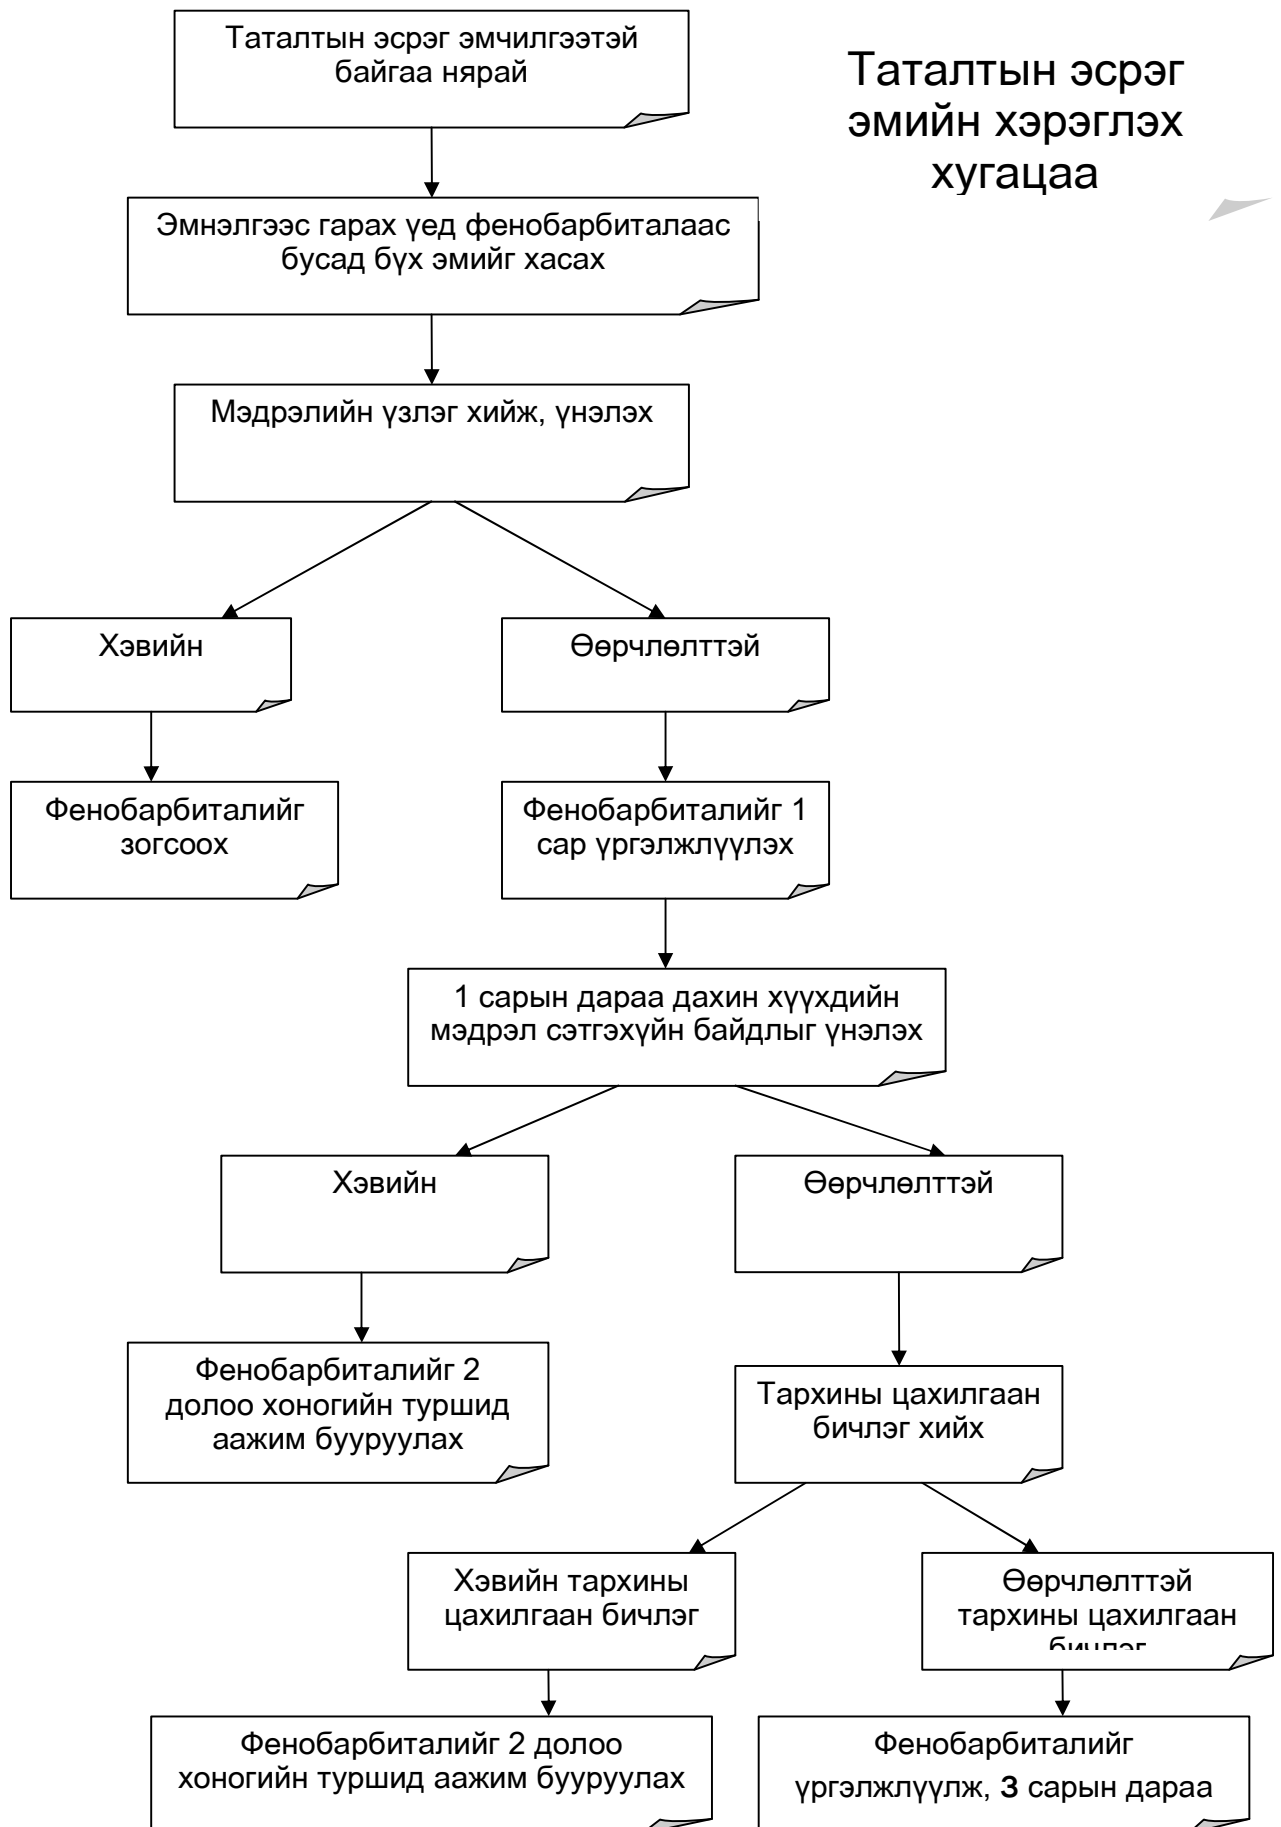 Таталтын эсрэг эмчилгээтэй
байгаа нярай
Таталтын эсрэг
эмийн хэрэглэх
хугацаа
Эмнэлгээс гарах үед фенобарбиталаас
бусад бүх эмийг хасах
Мэдрэлийн үзлэг хийж, үнэлэх
Хэвийн
Өөрчлөлттэй
Фенобарбиталийг
зогсоох
Фенобарбиталийг 1
сар үргэлжлүүлэх
1 сарын дараа дахин хүүхдийн
мэдрэл сэтгэхүйн байдлыг үнэлэх
Хэвийн
Өөрчлөлттэй
Фенобарбиталийг 2
долоо хоногийн туршид
аажим бууруулах
Тархины цахилгаан
бичлэг хийх
Хэвийн тархины
цахилгаан бичлэг
Өөрчлөлттэй
тархины цахилгаан
бичлэг
Фенобарбиталийг 2 долоо
хоногийн туршид аажим бууруулах
Фенобарбиталийг
үргэлжлүүлж, 3 сарын дараа